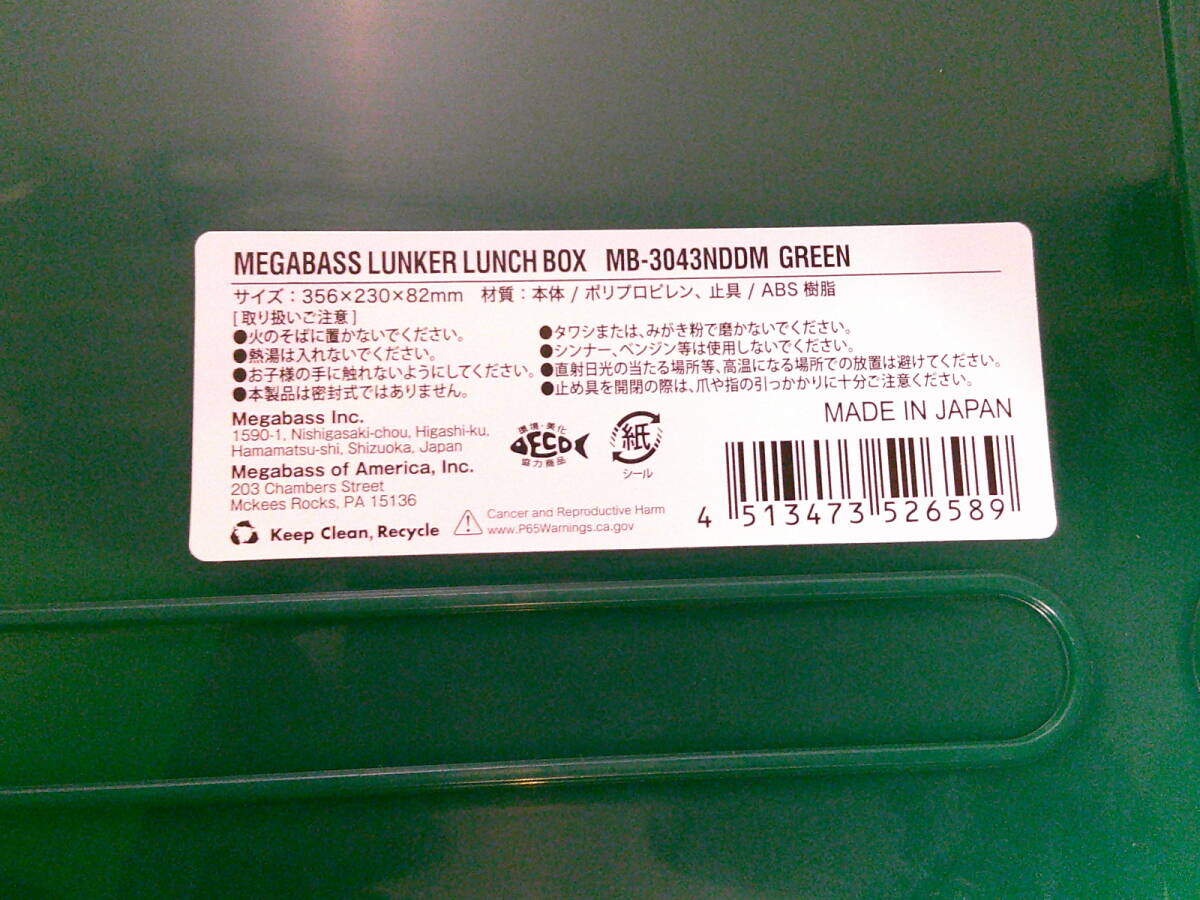 MEGABASS LUNKER LUNCH BOX MB-3043NDDM GREEN
サイズ：356×230×82mm 材質：本体 / ポリプロピレン、止具 / ABS 樹脂
[ 取り扱いご注意 ]
●火のそばに置かないでください。
●熱湯は入れないでください。
●お子様の手に触れないようにしてください。
●本製品は密封式ではありません。
●タワシまたは、みがき粉で磨かないでください。
●シンナー、ベンジン等は使用しないでください。
●直射日光の当たる場所等、高温になる場所での放置は避けてください。
●止め具を開閉の際は、爪や指の引っかかりに十分ご注意ください。
Megabass Inc.
1590-1, Nishigasaki-chou, Higashi-ku,
Hamamatsu-shi, Shizuoka, Japan
Megabass of America, Inc.
203 Chambers Street
Mckees Rocks, PA 15136
Keep Clean, Recycle
環境・美化
ECO
協力商品
紙
シール
Cancer and Reproductive Harm
www.P65Warnings.ca.gov
MADE IN JAPAN
4 513473 526589